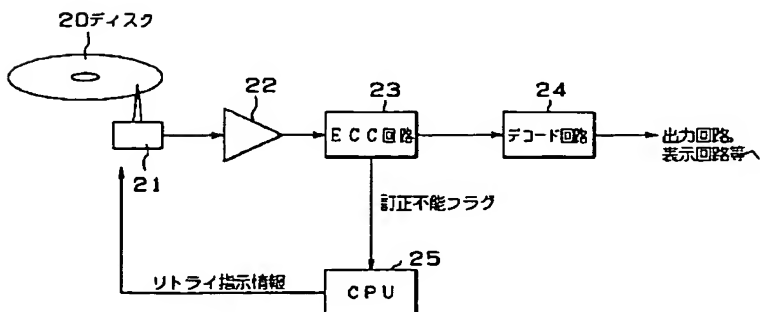 20ディスク
22
23
24
ECC回路
デコード回路
出力回路,
表示回路等へ
21
訂正不能フラグ
25
リトライ指示情報
CPU